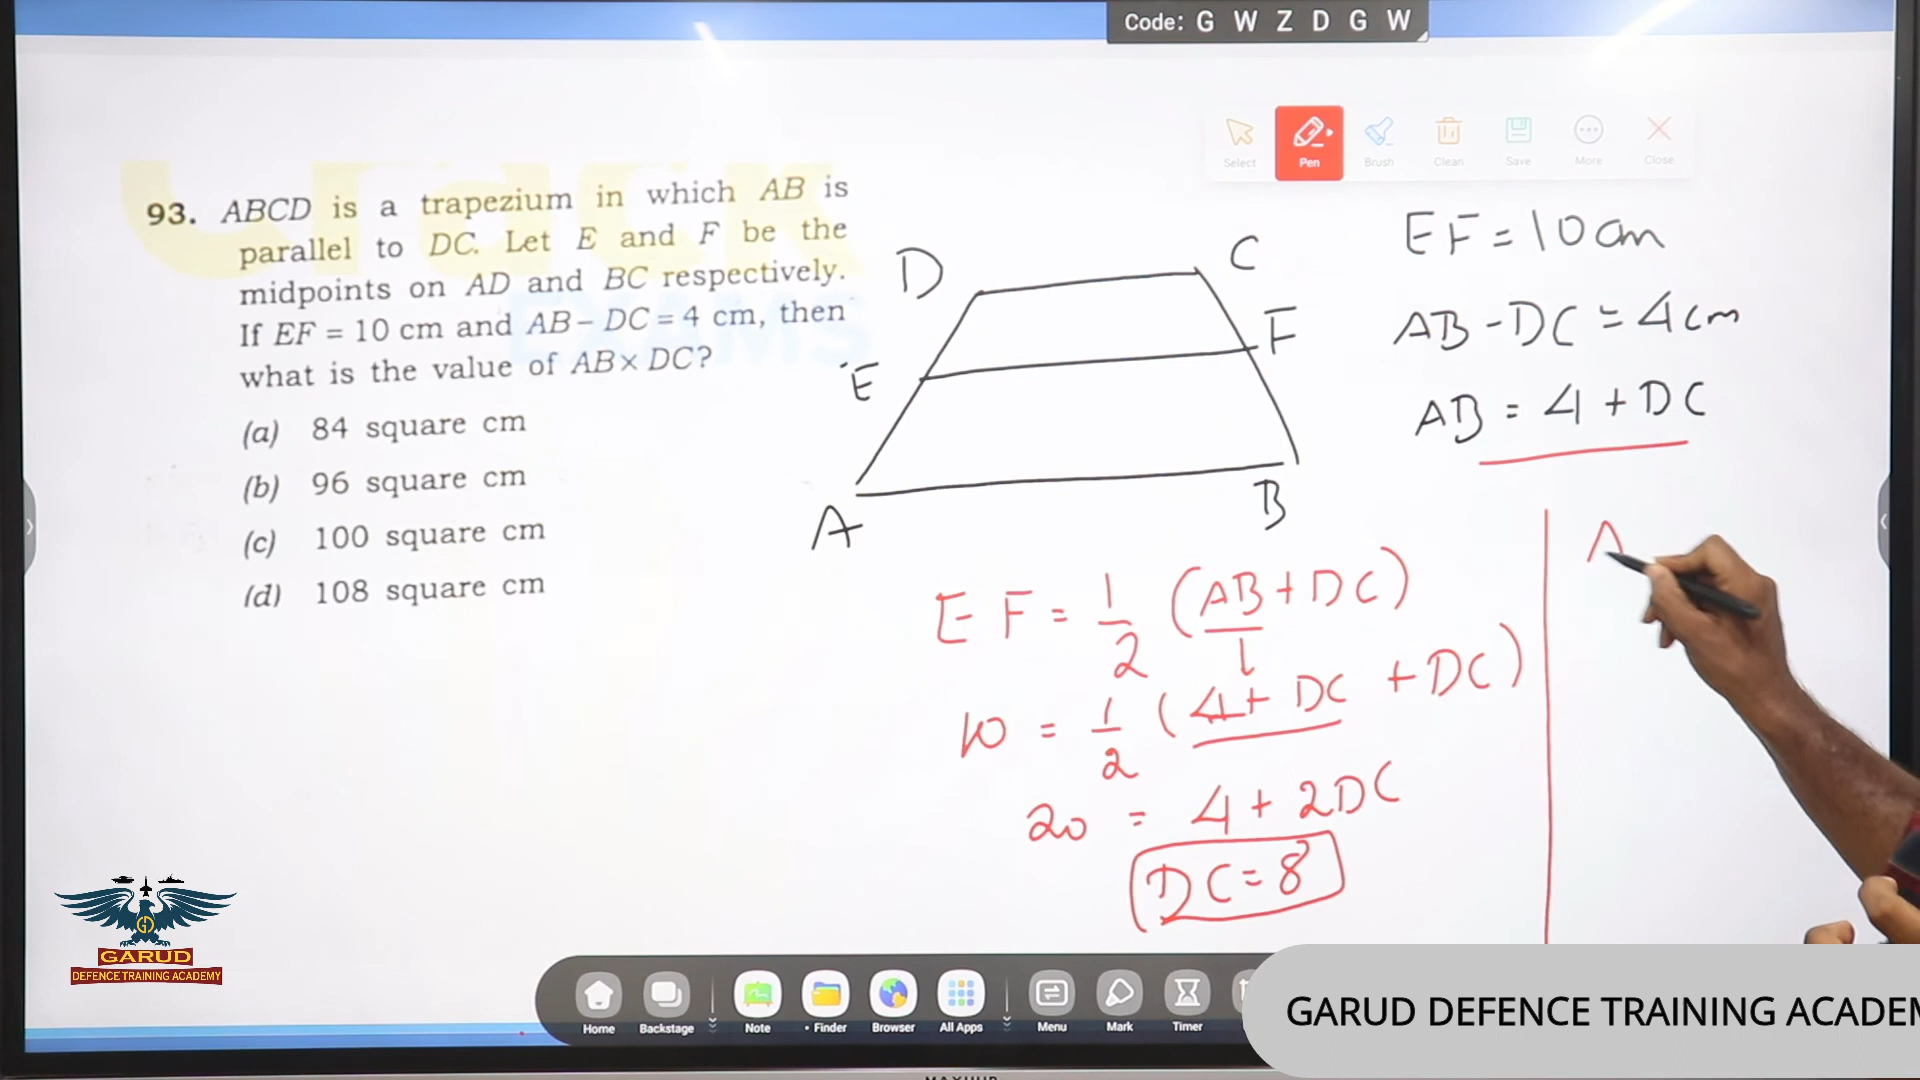 Code: G W Z D G W
Select
Pen
Brush
Clean
Save
More
Close
93. ABCD is a trapezium in which AB is
parallel to DC. Let E and F be the
midpoints on AD and BC respectively.
If EF = 10 cm and AB – DC = 4 cm, then
what is the value of AB × DC?
(a) 84 square cm
(b) 96 square cm
(c) 100 square cm
(d) 108 square cm
D
C
E
F
A
B
EF = 10 cm
AB - DC = 4 cm
AB = 4 + DC
EF = 1/2 (AB + DC)
10 = 1/2 (4 + DC + DC)
20 = 4 + 2DC
DC = 8
EXAMS
GD
GARUD
DEFENCE TRAINING ACADEMY
Home
Backstage
Note
Finder
Browser
All Apps
Menu
Mark
Timer
GARUD DEFENCE TRAINING ACADEM